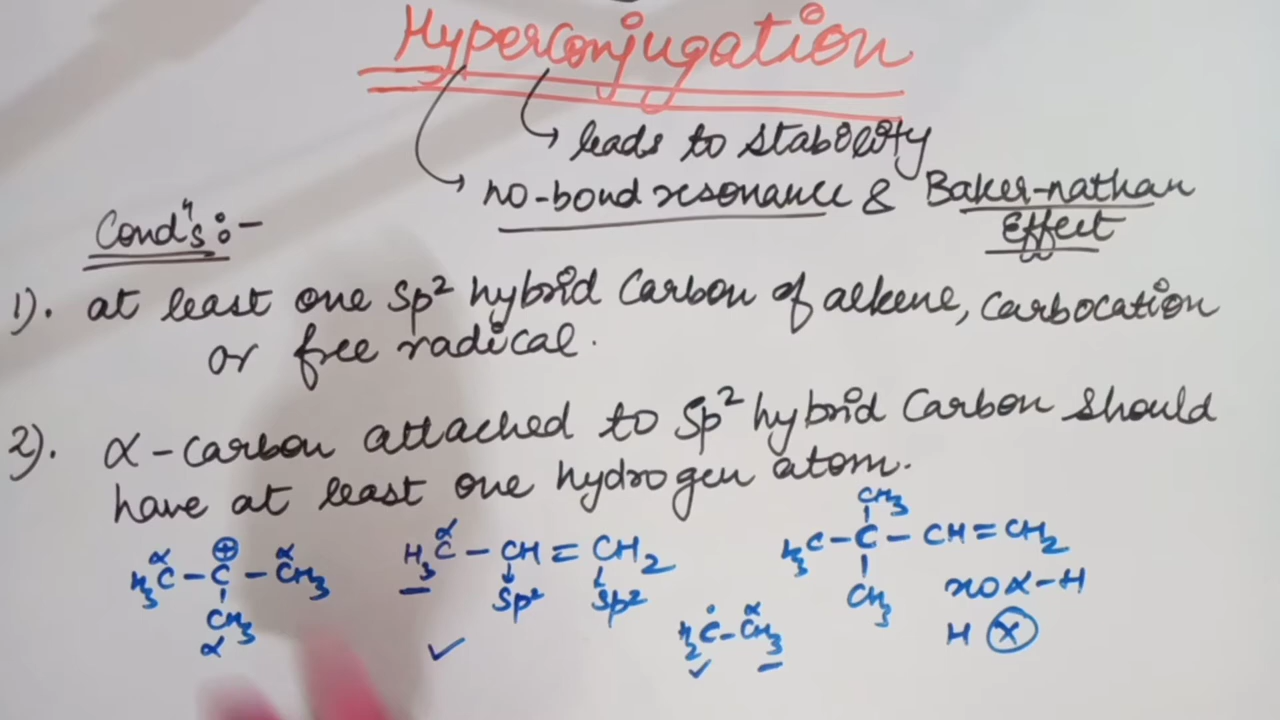 Hyperconjugation
leads to stability
no-bond resonance & Baker-nathan
Effect
Condⁿs :-
1). at least one Sp² hybrid Carbon of alkene, Carbocation
or free radical.
2). α-carbon attached to Sp² hybrid Carbon should
have at least one hydrogen atom.
α ⊕ α
H₃C-C-CH₃
CH₃
α
α
H₃C-CH=CH₂
Sp² Sp²
✓
• α
H₂C-CH₃
✓
CH₃
H₃C-C-CH=CH₂
CH₃
no α-H
H ⓧ